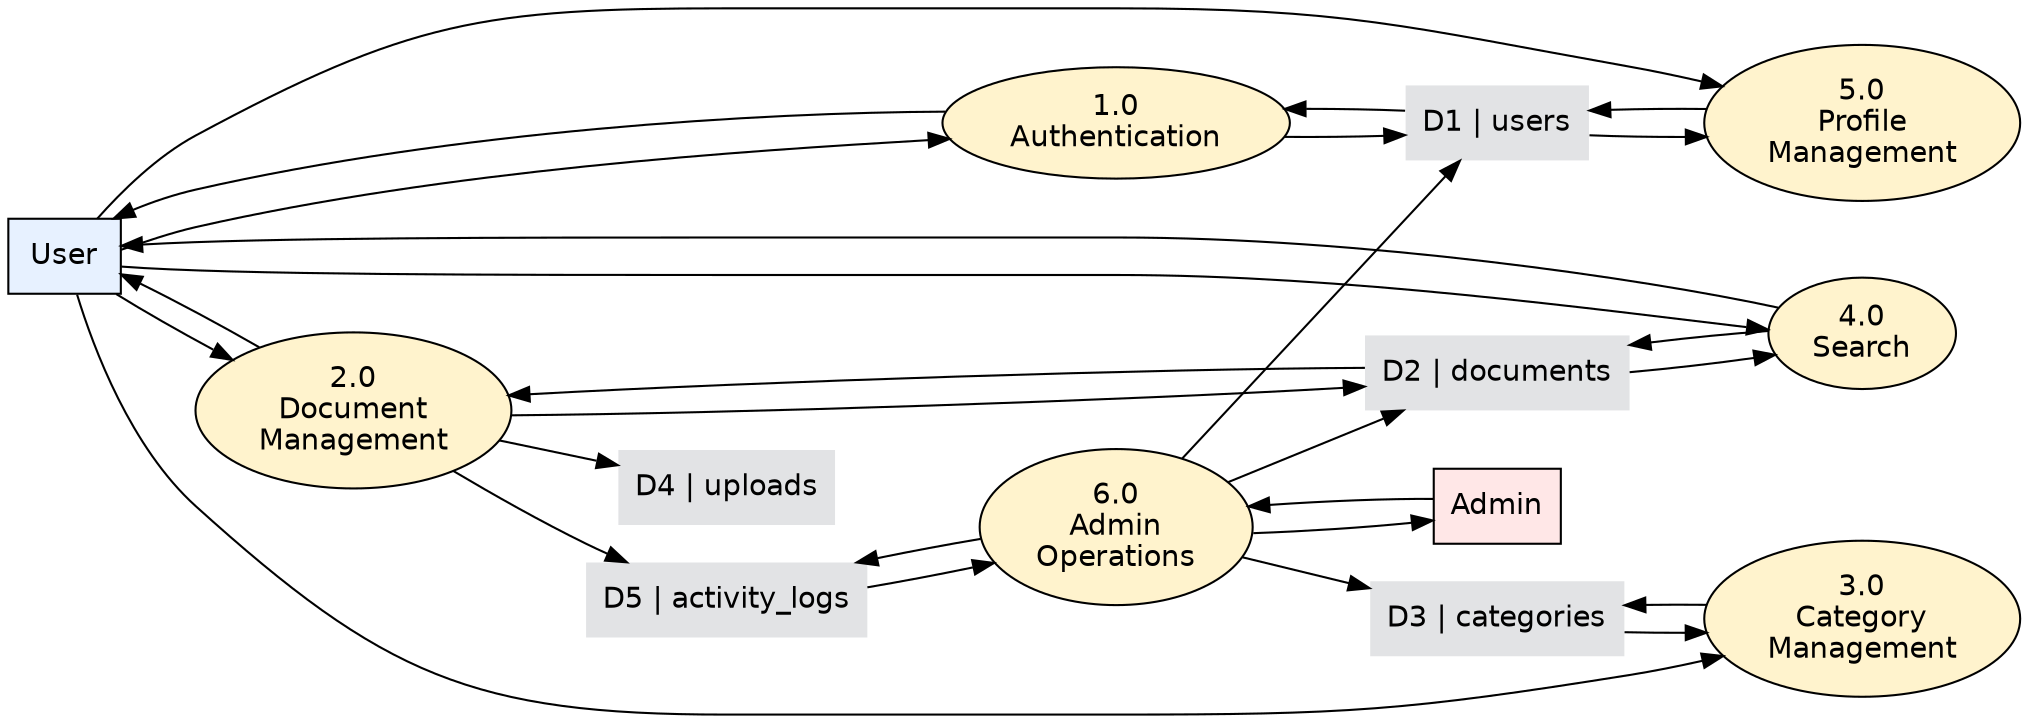 User
1.0
Authentication
D1 | users
5.0
Profile
Management
2.0
Document
Management
D2 | documents
4.0
Search
D4 | uploads
D5 | activity_logs
6.0
Admin
Operations
Admin
D3 | categories
3.0
Category
Management